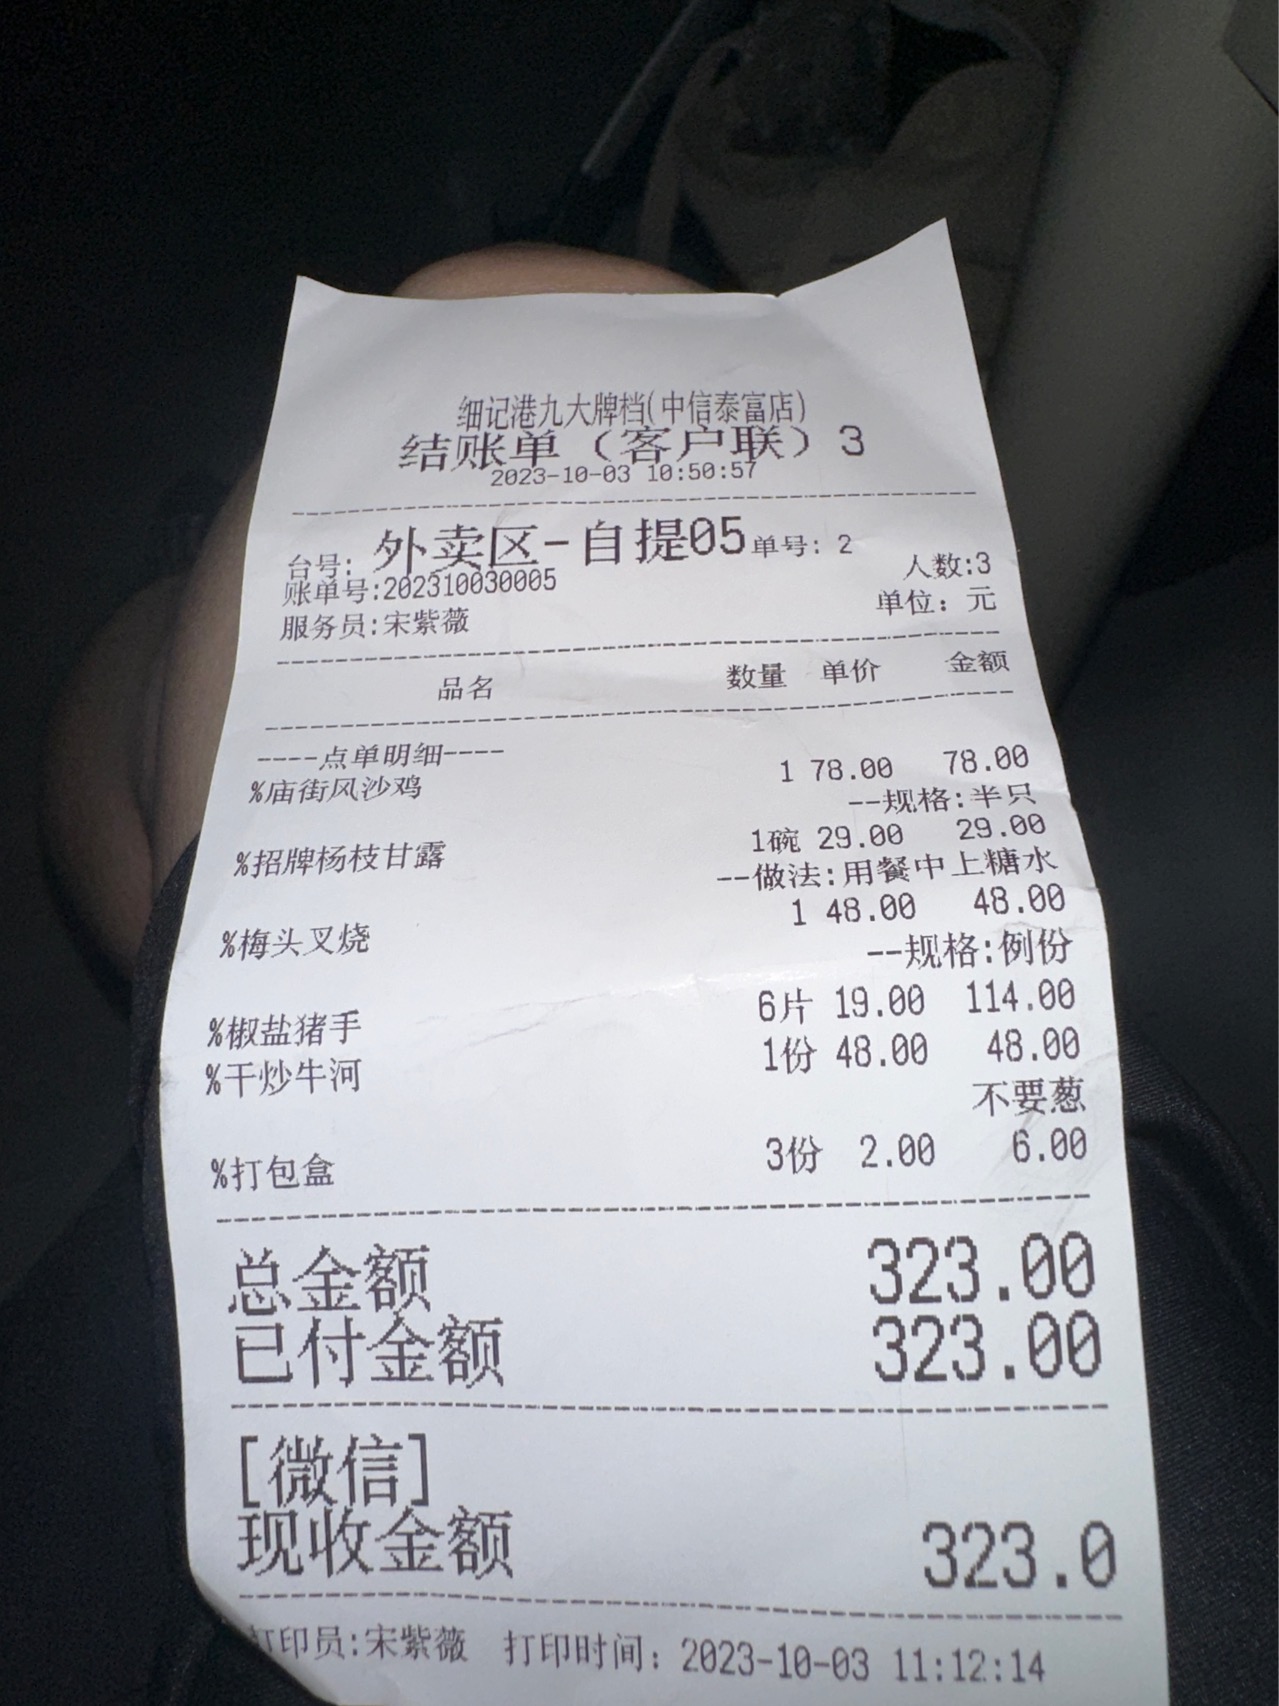 细记港九大牌档(中信泰富店)
结账单（客户联）3
2023-10-03 10:50:57
台号: 外卖区-自提05 单号: 2
账单号:202310030005 人数:3
服务员:宋紫薇 单位: 元
品名 数量 单价 金额
----点单明细----
%庙街风沙鸡 1 78.00 78.00
--规格:半只
%招牌杨枝甘露 1碗 29.00 29.00
--做法:用餐中上糖水
%梅头叉烧 1 48.00 48.00
--规格:例份
%椒盐猪手 6片 19.00 114.00
%干炒牛河 1份 48.00 48.00
不要葱
%打包盒 3份 2.00 6.00
总金额 323.00
已付金额 323.00
[微信]
现收金额 323.0
打印员:宋紫薇 打印时间: 2023-10-03 11:12:14